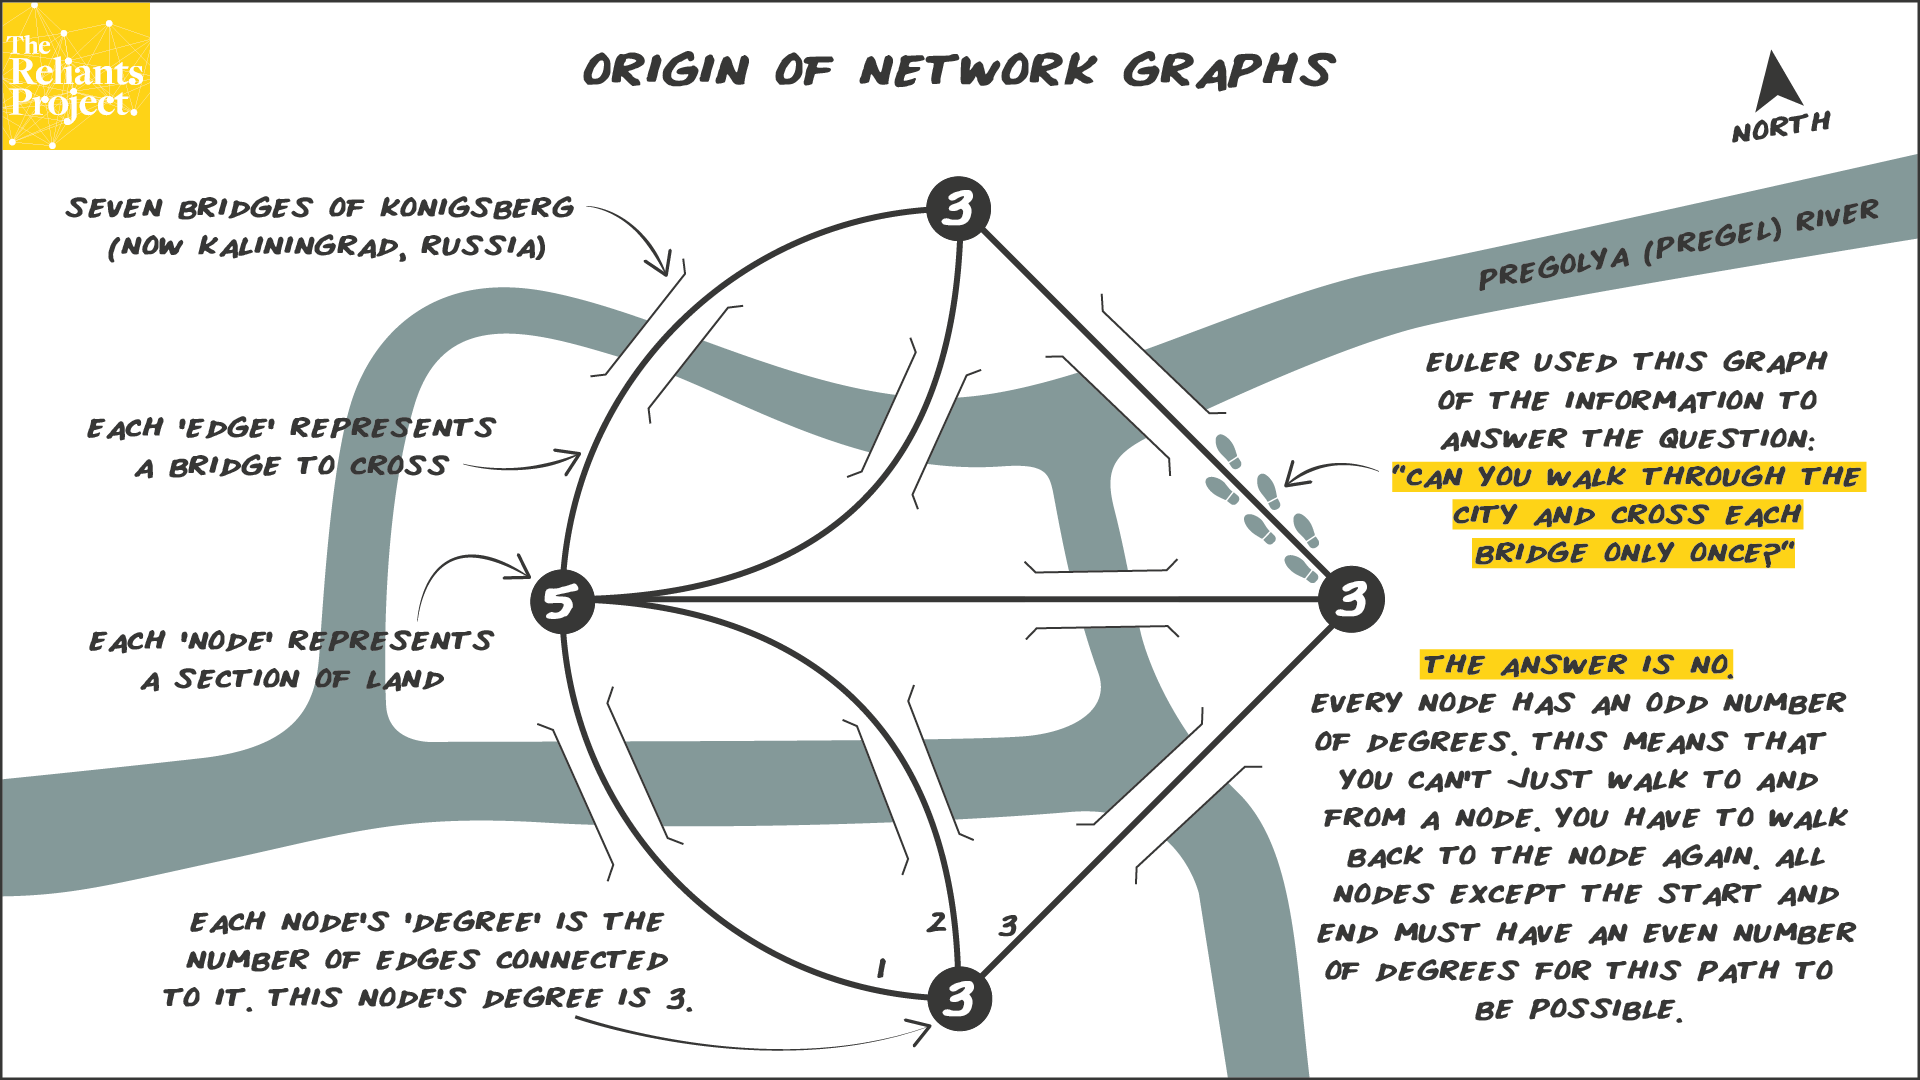 The
Reliants
Project.
ORIGIN OF NETWORK GRAPHS
NORTH
PREGOLYA (PREGEL) RIVER
SEVEN BRIDGES OF KONIGSBERG
(NOW KALININGRAD, RUSSIA)
EACH 'EDGE' REPRESENTS
A BRIDGE TO CROSS
EACH 'NODE' REPRESENTS
A SECTION OF LAND
EACH NODE'S 'DEGREE' IS THE
NUMBER OF EDGES CONNECTED
TO IT. THIS NODE'S DEGREE IS 3.
3
5
3
3
1
2
3
EULER USED THIS GRAPH
OF THE INFORMATION TO
ANSWER THE QUESTION:
"CAN YOU WALK THROUGH THE
CITY AND CROSS EACH
BRIDGE ONLY ONCE?"
THE ANSWER IS NO.
EVERY NODE HAS AN ODD NUMBER
OF DEGREES. THIS MEANS THAT
YOU CAN'T JUST WALK TO AND
FROM A NODE. YOU HAVE TO WALK
BACK TO THE NODE AGAIN. ALL
NODES EXCEPT THE START AND
END MUST HAVE AN EVEN NUMBER
OF DEGREES FOR THIS PATH TO
BE POSSIBLE.